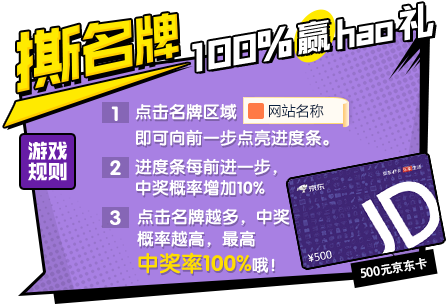 撕名牌 100%赢hao礼
游戏
规则
1 点击名牌区域 网站名称
即可向前一步点亮进度条。
2 进度条每前进一步,
中奖概率增加10%
3 点击名牌越多,中奖
概率越高,最高
中奖率100%哦!
京东
JD
¥500
500元京东卡